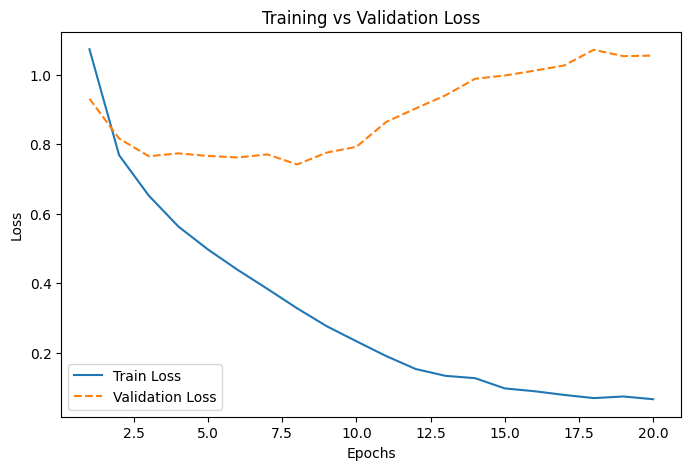 Training vs Validation Loss
1.0
0.8
0.6
0.4
0.2
Loss
Train Loss
Validation Loss
2.5 5.0 7.5 10.0 12.5 15.0 17.5 20.0
Epochs